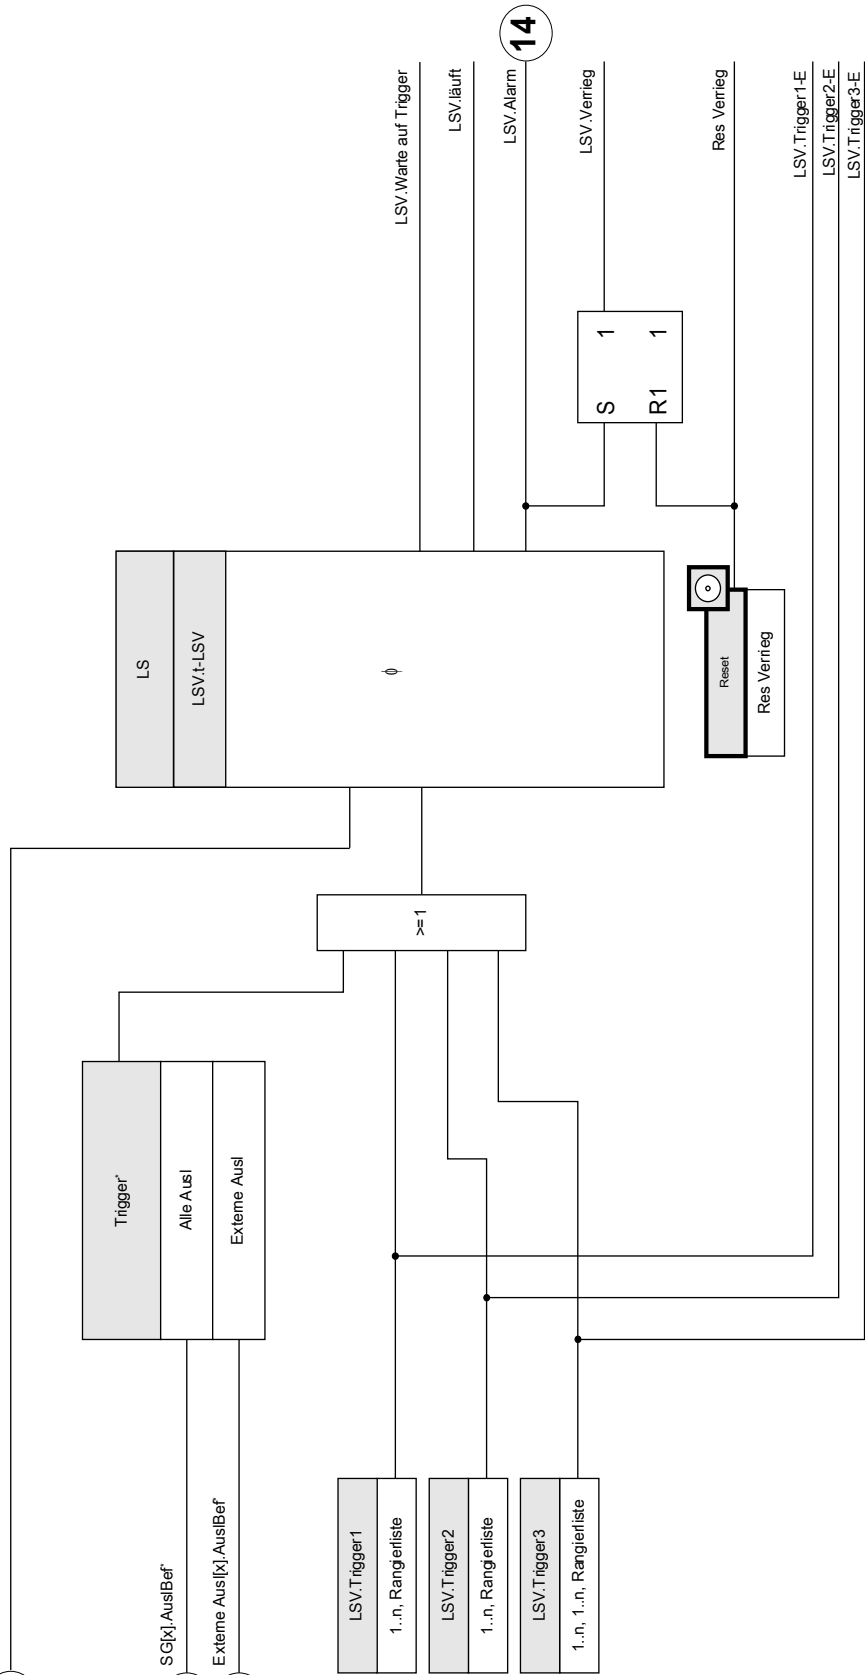 SG[x].AuslBef*
Externe Ausl[x].AuslBef*
Trigger*
Alle Ausl
Externe Ausl
LSV.Trigger1
1..n, Rangierliste
LSV.Trigger2
1..n, Rangierliste
LSV.Trigger3
1..n, 1..n, Rangierliste
>=1
LS
LSV.t-LSV
φ
Reset
Res Verrieg
S
1
R1
1
LSV.Warte auf Trigger
LSV.läuft
LSV.Alarm
14
LSV.Verrieg
Res Verrieg
LSV.Trigger1-E
LSV.Trigger2-E
LSV.Trigger3-E